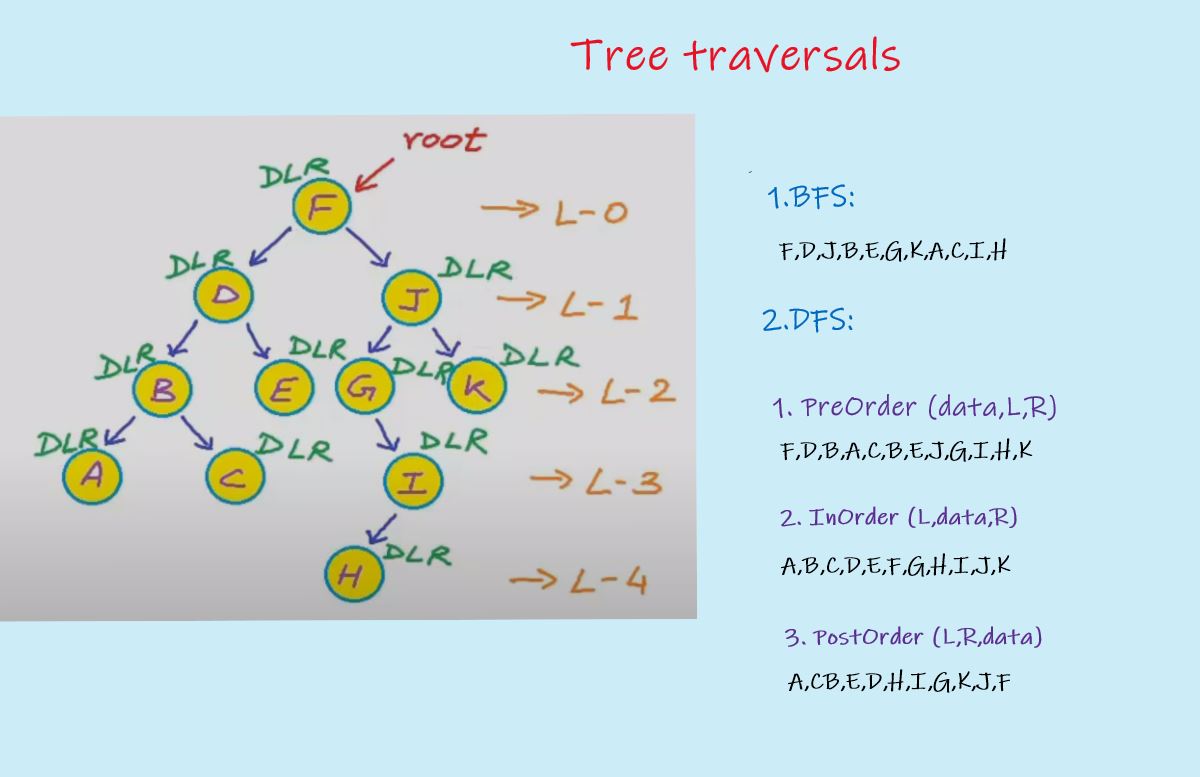 Tree traversals
root
DLR
F
→ L-0
DLR
D
J
DLR
→ L-1
DLR
B
DLR
E
G
DLR
K
DLR
→ L-2
DLR
A
C
DLR
I
DLR
→ L-3
H
DLR
→ L-4
1.BFS:
F,D,J,B,E,G,K,A,C,I,H
2.DFS:
1. PreOrder (data,L,R)
F,D,B,A,C,B,E,J,G,I,H,K
2. InOrder (L,data,R)
A,B,C,D,E,F,G,H,I,J,K
3. PostOrder (L,R,data)
A,CB,E,D,H,I,G,K,J,F